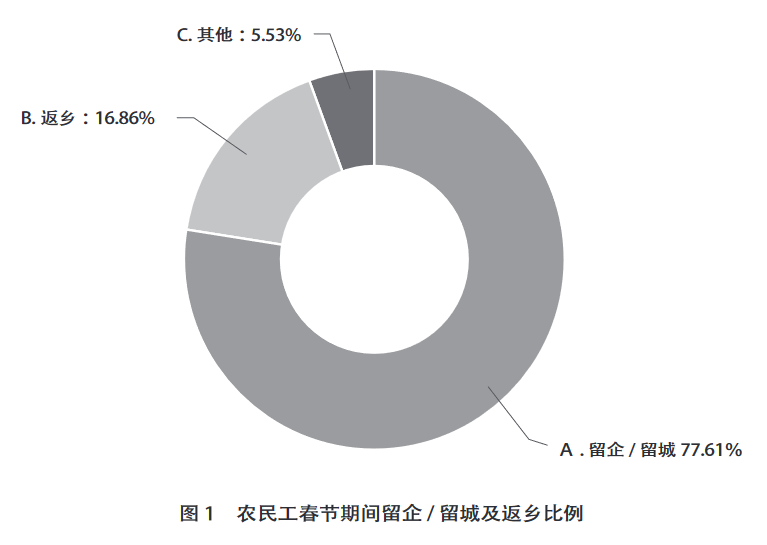 C. 其他：5.53%
B. 返乡：16.86%
A . 留企 / 留城 77.61%
图 1 农民工春节期间留企 / 留城及返乡比例